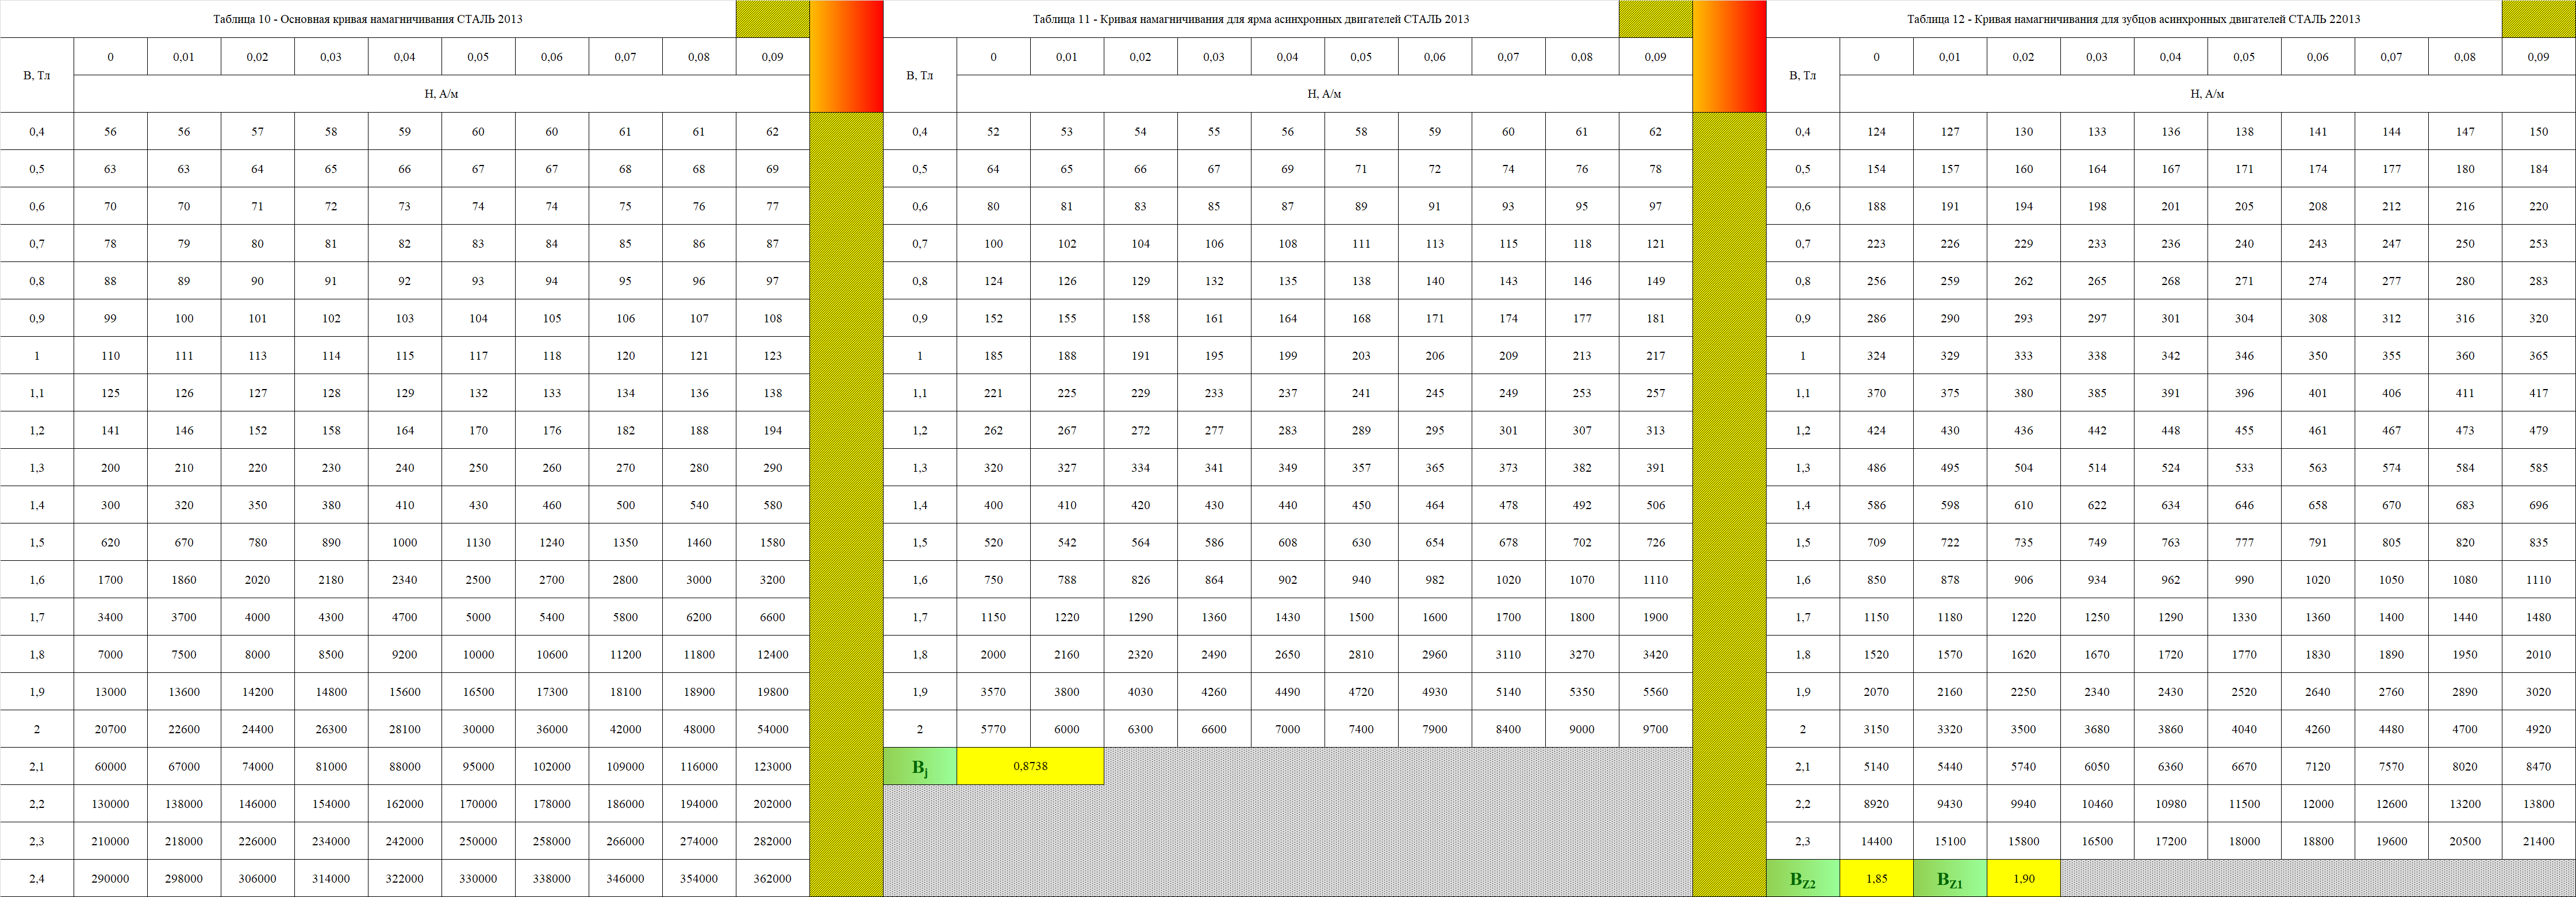 Таблица 10 - Основная кривая намагничивания СТАЛЬ 2013
В, Тл 0 0,01 0,02 0,03 0,04 0,05 0,06 0,07 0,08 0,09
Н, А/м
0,4 56 56 57 58 59 60 60 61 61 62
0,5 63 63 64 65 66 67 67 68 68 69
0,6 70 70 71 72 73 74 74 75 76 77
0,7 78 79 80 81 82 83 84 85 86 87
0,8 88 89 90 91 92 93 94 95 96 97
0,9 99 100 101 102 103 104 105 106 107 108
1 110 111 113 114 115 117 118 120 121 123
1,1 125 126 127 128 129 132 133 134 136 138
1,2 141 146 152 158 164 170 176 182 188 194
1,3 200 210 220 230 240 250 260 270 280 290
1,4 300 320 350 380 410 430 460 500 540 580
1,5 620 670 780 890 1000 1130 1240 1350 1460 1580
1,6 1700 1860 2020 2180 2340 2500 2700 2800 3000 3200
1,7 3400 3700 4000 4300 4700 5000 5400 5800 6200 6600
1,8 7000 7500 8000 8500 9200 10000 10600 11200 11800 12400
1,9 13000 13600 14200 14800 15600 16500 17300 18100 18900 19800
2 20700 22600 24400 26300 28100 30000 36000 42000 48000 54000
2,1 60000 67000 74000 81000 88000 95000 102000 109000 116000 123000
2,2 130000 138000 146000 154000 162000 170000 178000 186000 194000 202000
2,3 210000 218000 226000 234000 242000 250000 258000 266000 274000 282000
2,4 290000 298000 306000 314000 322000 330000 338000 346000 354000 362000
Таблица 11 - Кривая намагничивания для ярма асинхронных двигателей СТАЛЬ 2013
В, Тл 0 0,01 0,02 0,03 0,04 0,05 0,06 0,07 0,08 0,09
Н, А/м
0,4 52 53 54 55 56 58 59 60 61 62
0,5 64 65 66 67 69 71 72 74 76 78
0,6 80 81 83 85 87 89 91 93 95 97
0,7 100 102 104 106 108 111 113 115 118 121
0,8 124 126 129 132 135 138 140 143 146 149
0,9 152 155 158 161 164 168 171 174 177 181
1 185 188 191 195 199 203 206 209 213 217
1,1 221 225 229 233 237 241 245 249 253 257
1,2 262 267 272 277 283 289 295 301 307 313
1,3 320 327 334 341 349 357 365 373 382 391
1,4 400 410 420 430 440 450 464 478 492 506
1,5 520 542 564 586 608 630 654 678 702 726
1,6 750 788 826 864 902 940 982 1020 1070 1110
1,7 1150 1220 1290 1360 1430 1500 1600 1700 1800 1900
1,8 2000 2160 2320 2490 2650 2810 2960 3110 3270 3420
1,9 3570 3800 4030 4260 4490 4720 4930 5140 5350 5560
2 5770 6000 6300 6600 7000 7400 7900 8400 9000 9700
Bj 0,8738
Таблица 12 - Кривая намагничивания для зубцов асинхронных двигателей СТАЛЬ 22013
В, Тл 0 0,01 0,02 0,03 0,04 0,05 0,06 0,07 0,08 0,09
Н, А/м
0,4 124 127 130 133 136 138 141 144 147 150
0,5 154 157 160 164 167 171 174 177 180 184
0,6 188 191 194 198 201 205 208 212 216 220
0,7 223 226 229 233 236 240 243 247 250 253
0,8 256 259 262 265 268 271 274 277 280 283
0,9 286 290 293 297 301 304 308 312 316 320
1 324 329 333 338 342 346 350 355 360 365
1,1 370 375 380 385 391 396 401 406 411 417
1,2 424 430 436 442 448 455 461 467 473 479
1,3 486 495 504 514 524 533 563 574 584 585
1,4 586 598 610 622 634 646 658 670 683 696
1,5 709 722 735 749 763 777 791 805 820 835
1,6 850 878 906 934 962 990 1020 1050 1080 1110
1,7 1150 1180 1220 1250 1290 1330 1360 1400 1440 1480
1,8 1520 1570 1620 1670 1720 1770 1830 1890 1950 2010
1,9 2070 2160 2250 2340 2430 2520 2640 2760 2890 3020
2 3150 3320 3500 3680 3860 4040 4260 4480 4700 4920
2,1 5140 5440 5740 6050 6360 6670 7120 7570 8020 8470
2,2 8920 9430 9940 10460 10980 11500 12000 12600 13200 13800
2,3 14400 15100 15800 16500 17200 18000 18800 19600 20500 21400
BZ2 1,85 BZ1 1,90